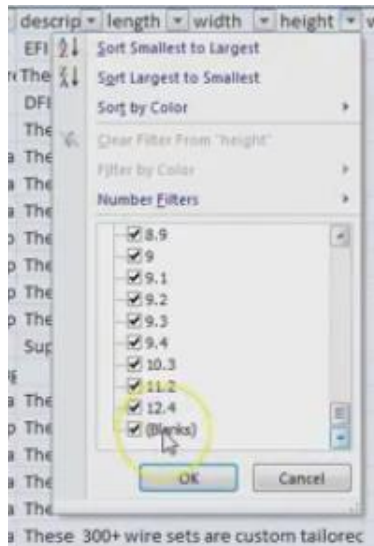 descrip length width height
EFI
Sort Smallest to Largest
The
Sort Largest to Smallest
DFI
Sort by Color
The
Clear Filter From "height"
The
Filter by Color
The
Number Filters
The
The
8.9
The
9
The
9.1
The
9.2
The
9.3
Sup
9.4
10.3
11.2
The
12.4
The
(Blanks)
The
The
OK Cancel
The
The
These 300+ wire sets are custom tailorec